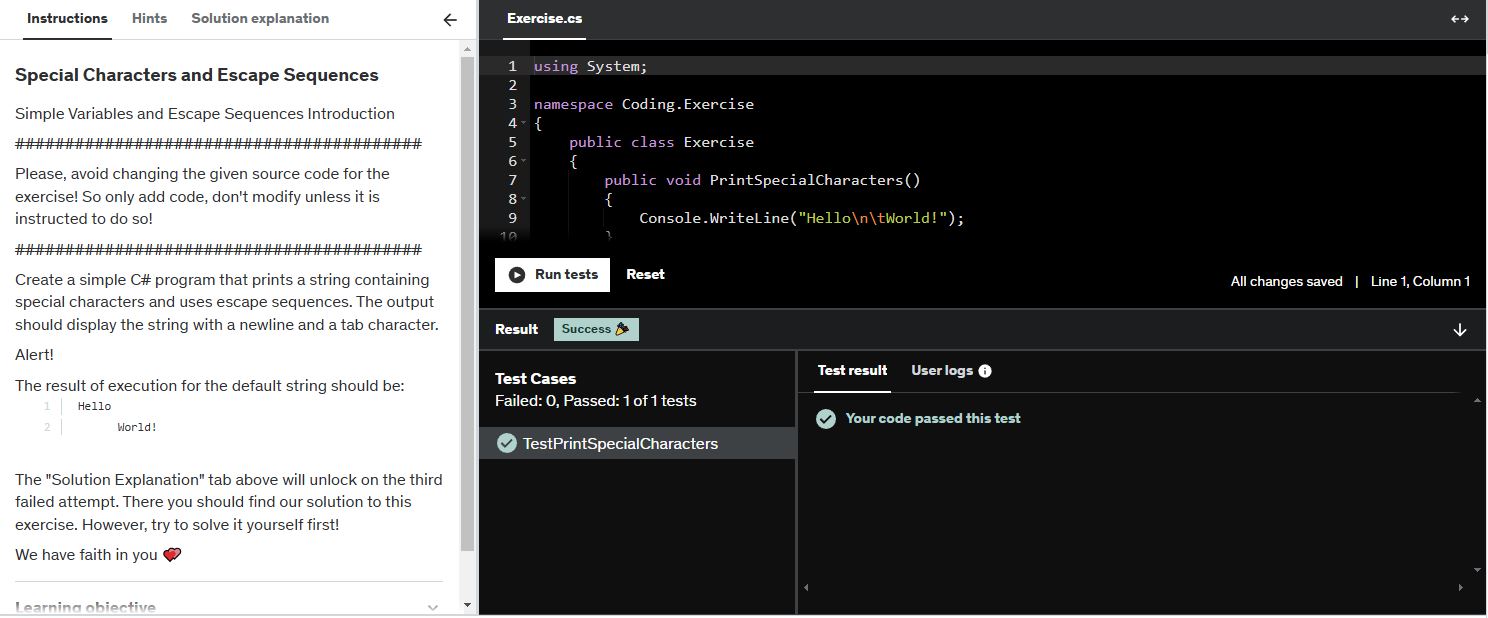 Instructions Hints Solution explanation
Special Characters and Escape Sequences
Simple Variables and Escape Sequences Introduction
#########################################
Please, avoid changing the given source code for the
exercise! So only add code, don't modify unless it is
instructed to do so!
#########################################
Create a simple C# program that prints a string containing
special characters and uses escape sequences. The output
should display the string with a newline and a tab character.
Alert!
The result of execution for the default string should be:
1 Hello
2 World!
The "Solution Explanation" tab above will unlock on the third
failed attempt. There you should find our solution to this
exercise. However, try to solve it yourself first!
We have faith in you 💕
Learning objective
Exercise.cs
1 using System;
2
3 namespace Coding.Exercise
4 {
5 public class Exercise
6 {
7 public void PrintSpecialCharacters()
8 {
9 Console.WriteLine("Hello\n\tWorld!");
10 }
Run tests Reset
All changes saved | Line 1, Column 1
Result Success 🎉
Test Cases
Failed: 0, Passed: 1 of 1 tests
TestPrintSpecialCharacters
Test result User logs
Your code passed this test